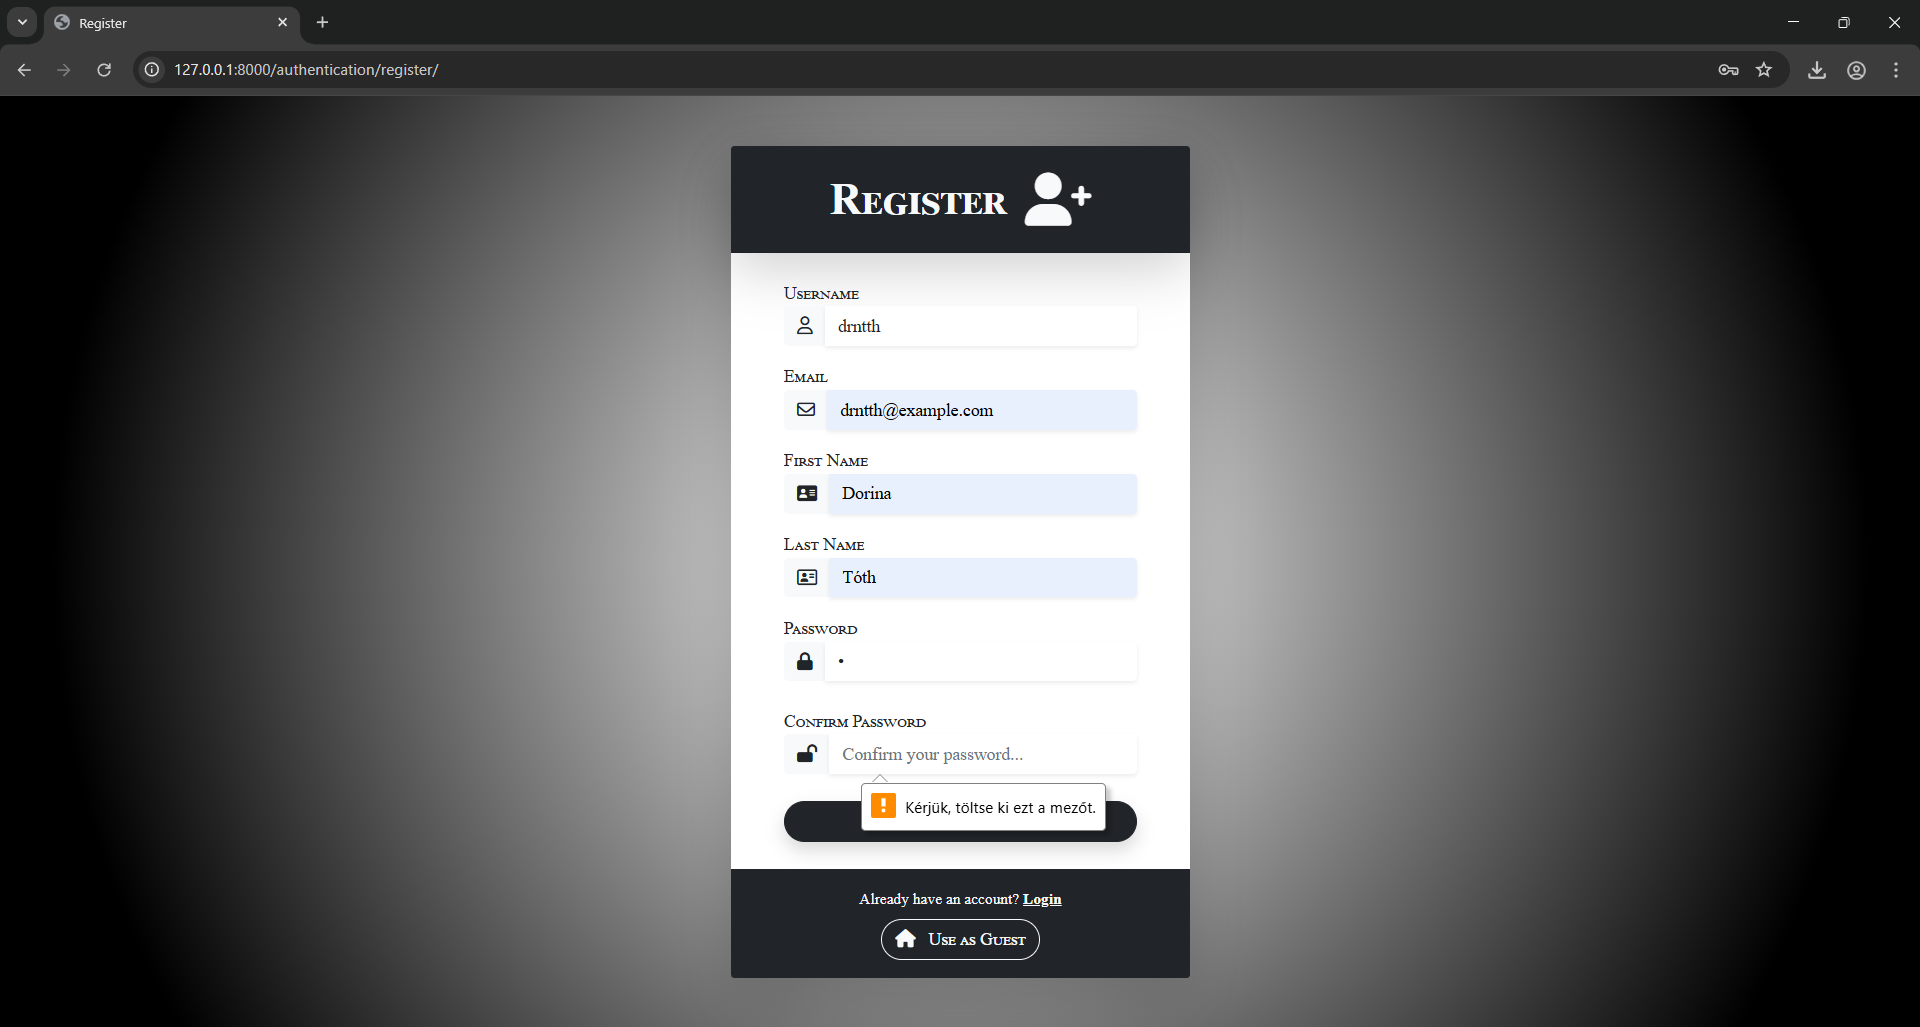 Register
127.0.0.1:8000/authentication/register/
Register
Username
drntth
Email
drntth@example.com
First Name
Dorina
Last Name
Tóth
Password
•
Confirm Password
Confirm your password...
Kérjük, töltse ki ezt a mezőt.
Already have an account? Login
Use as Guest